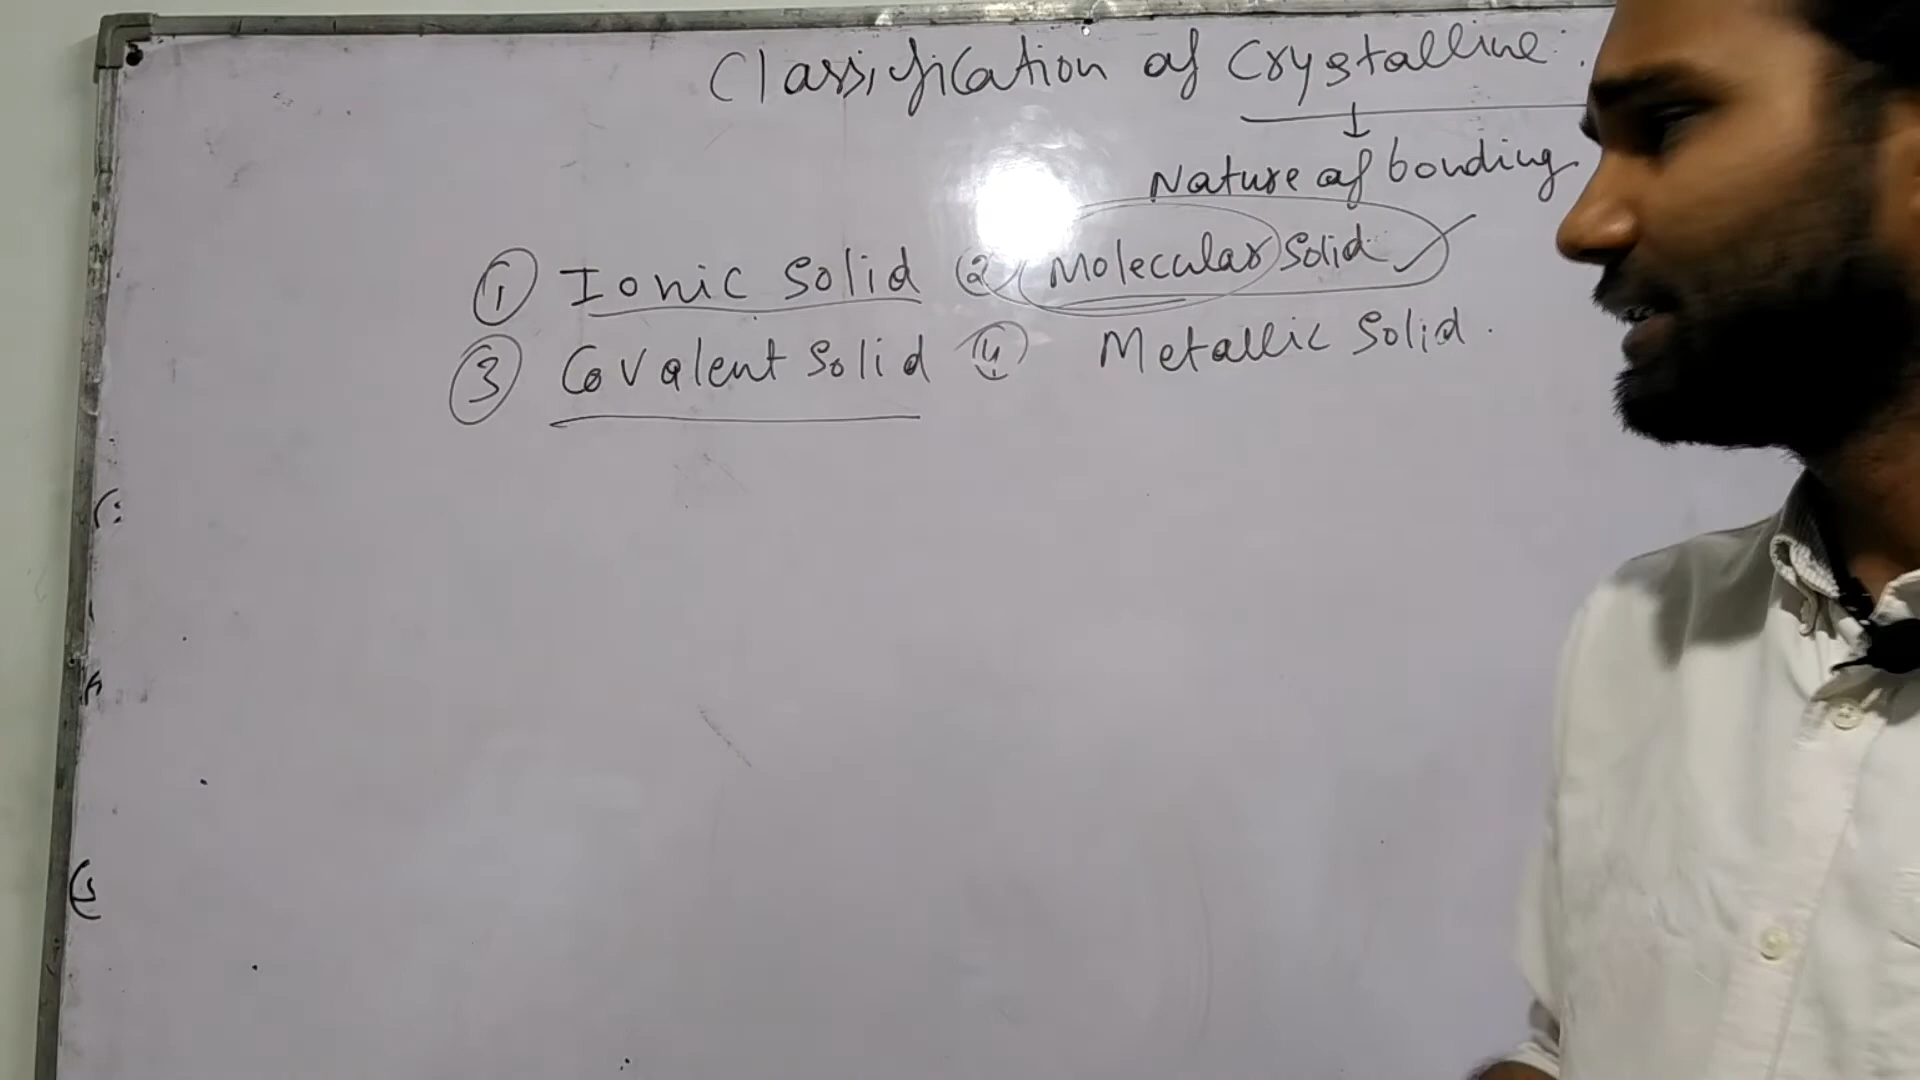 Classification of Crystalline
Nature of bonding
① Ionic Solid ② Molecular Solid ✓
③ Covalent Solid ④ Metallic Solid.